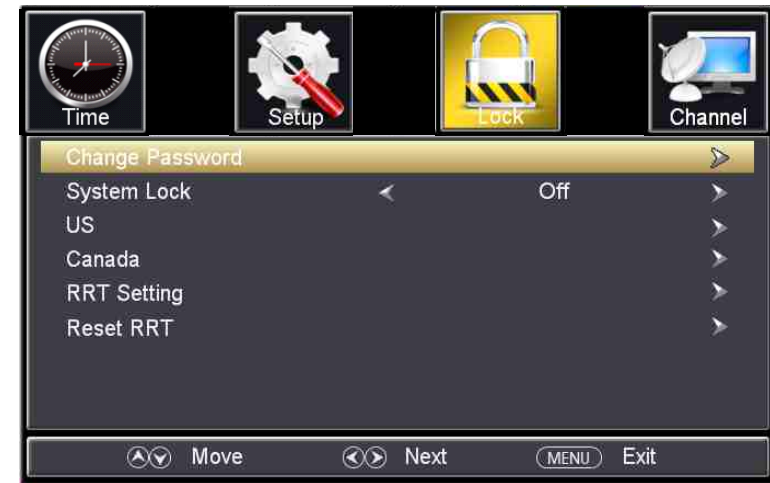 Time Setup Lock Channel
Change Password
System Lock Off
US
Canada
RRT Setting
Reset RRT
Move Next MENU Exit